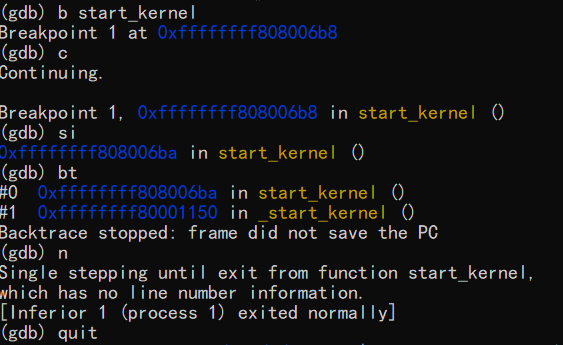 (gdb) b start_kernel
Breakpoint 1 at 0xffffffff808006b8
(gdb) c
Continuing.
Breakpoint 1, 0xffffffff808006b8 in start_kernel ()
(gdb) si
0xffffffff808006ba in start_kernel ()
(gdb) bt
#0  0xffffffff808006ba in start_kernel ()
#1  0xffffffff80001150 in _start_kernel ()
Backtrace stopped: frame did not save the PC
(gdb) n
Single stepping until exit from function start_kernel,
which has no line number information.
[Inferior 1 (process 1) exited normally]
(gdb) quit